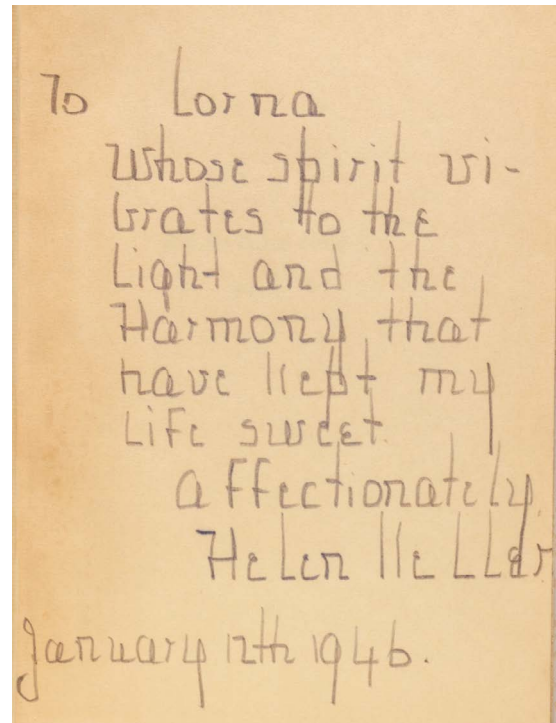 To Lorna
whose spirit vi-
brates to the
Light and the
Harmony that
have kept my
Life sweet.
affectionately,
Helen Keller
January 12th 1946.